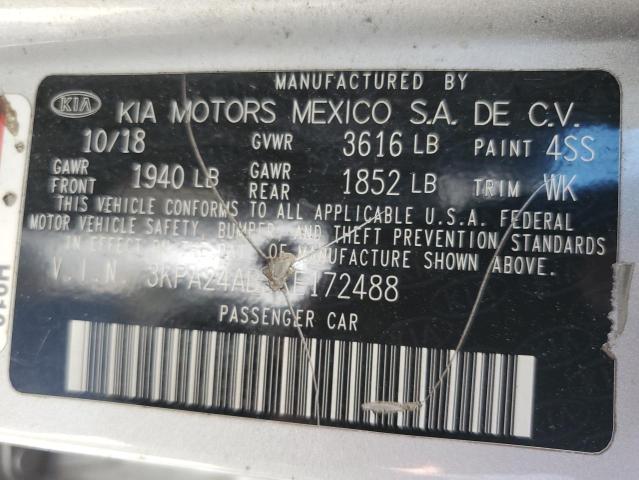 MANUFACTURED BY
KIA KIA MOTORS MEXICO S.A. DE C.V.
10/18 GVWR 3616 LB PAINT 4SS
GAWR FRONT 1940 LB GAWR REAR 1852 LB TRIM WK
THIS VEHICLE CONFORMS TO ALL APPLICABLE U.S.A. FEDERAL
MOTOR VEHICLE SAFETY, BUMPER, AND THEFT PREVENTION STANDARDS
IN EFFECT ON THE DATE OF MANUFACTURE SHOWN ABOVE.
V.I.N.
PASSENGER CAR